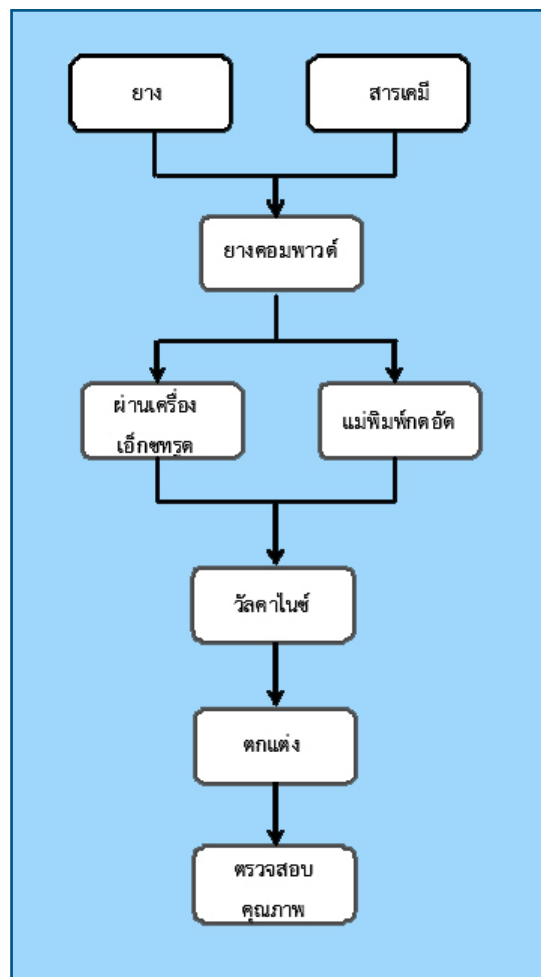 ยาง
สารเคมี
ยางคอมพาวด์
ผ่านเครื่อง
เอ็กซทรูด
แม่พิมพ์กดอัด
วัลคาไนซ์
ตกแต่ง
ตรวจสอบ
คุณภาพ